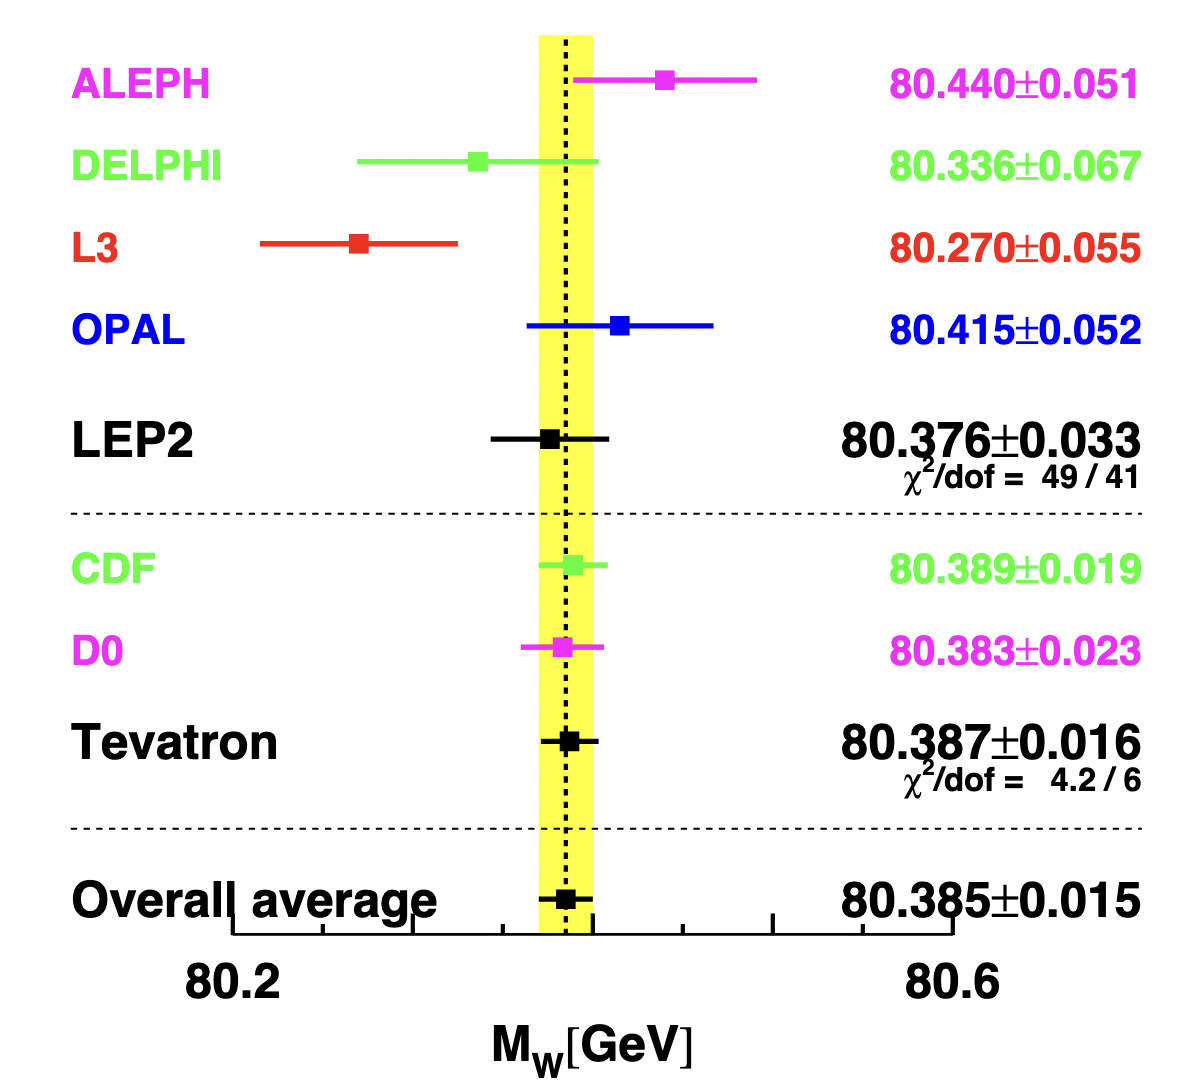 ALEPH 80.440±0.051
DELPHI 80.336±0.067
L3 80.270±0.055
OPAL 80.415±0.052
LEP2 80.376±0.033
χ²/dof = 49 / 41
CDF 80.389±0.019
D0 80.383±0.023
Tevatron 80.387±0.016
χ²/dof = 4.2 / 6
Overall average 80.385±0.015
80.2 80.6
M_W[GeV]